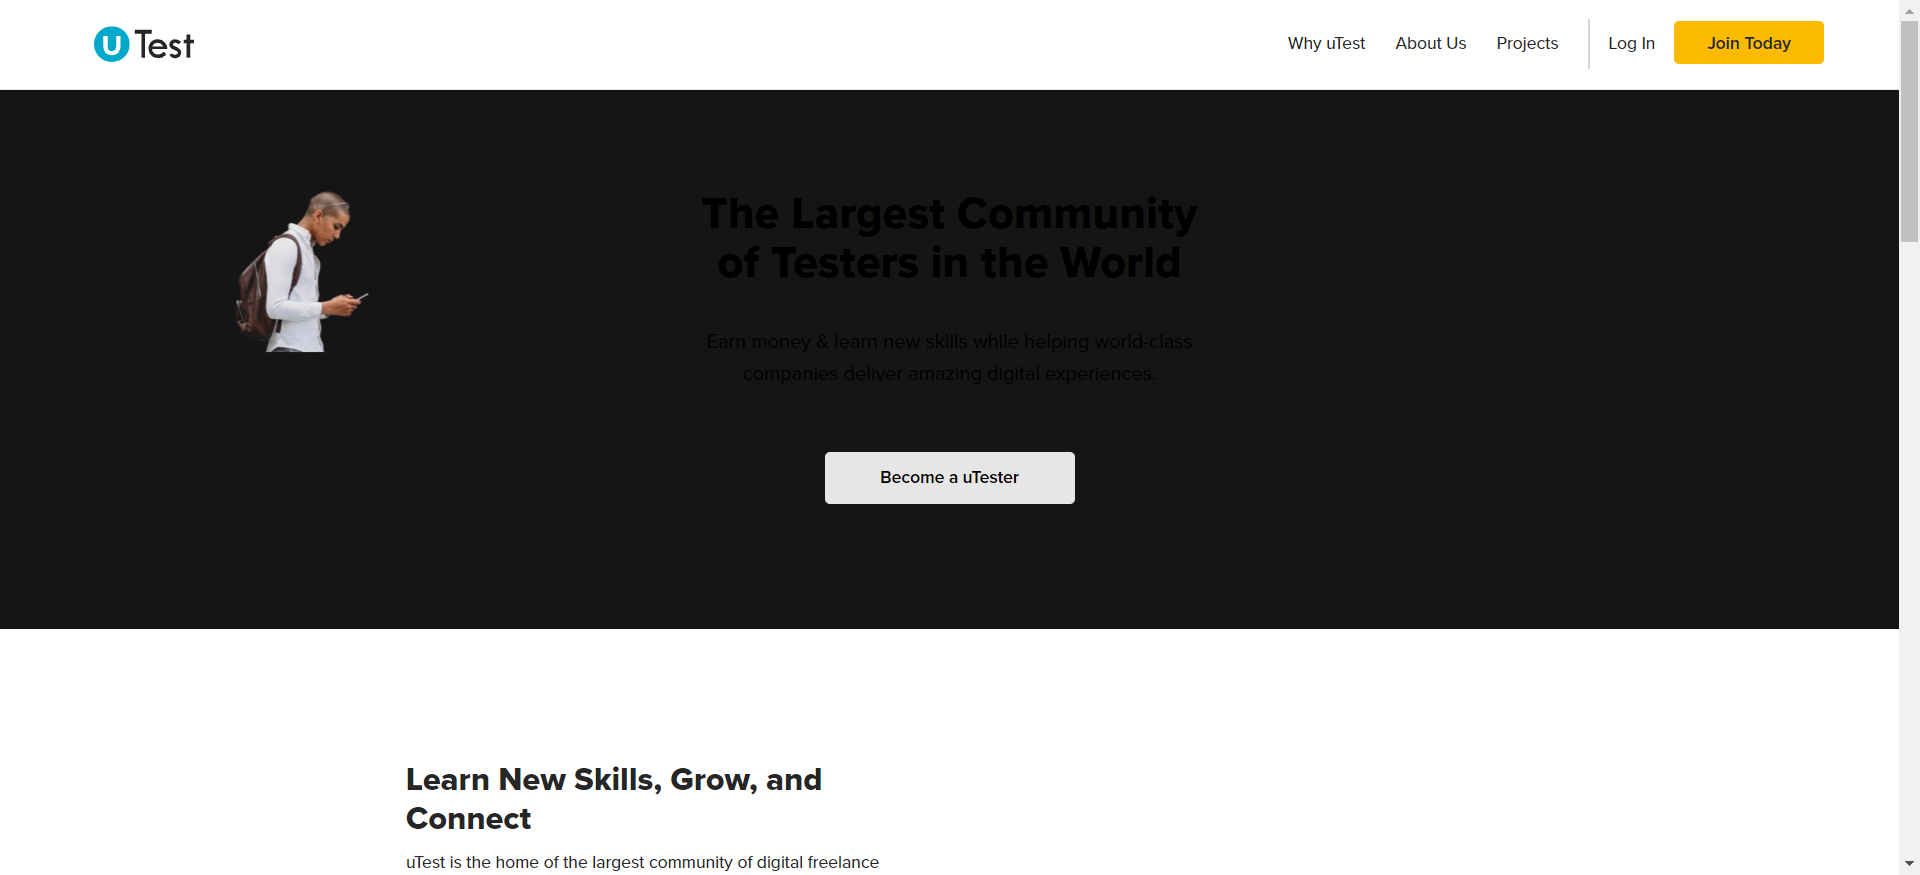 uTest
Why uTest
About Us
Projects
Log In
Join Today
The Largest Community
of Testers in the World
Earn money & learn new skills while helping world-class
companies deliver amazing digital experiences.
Become a uTester
Learn New Skills, Grow, and
Connect
uTest is the home of the largest community of digital freelance